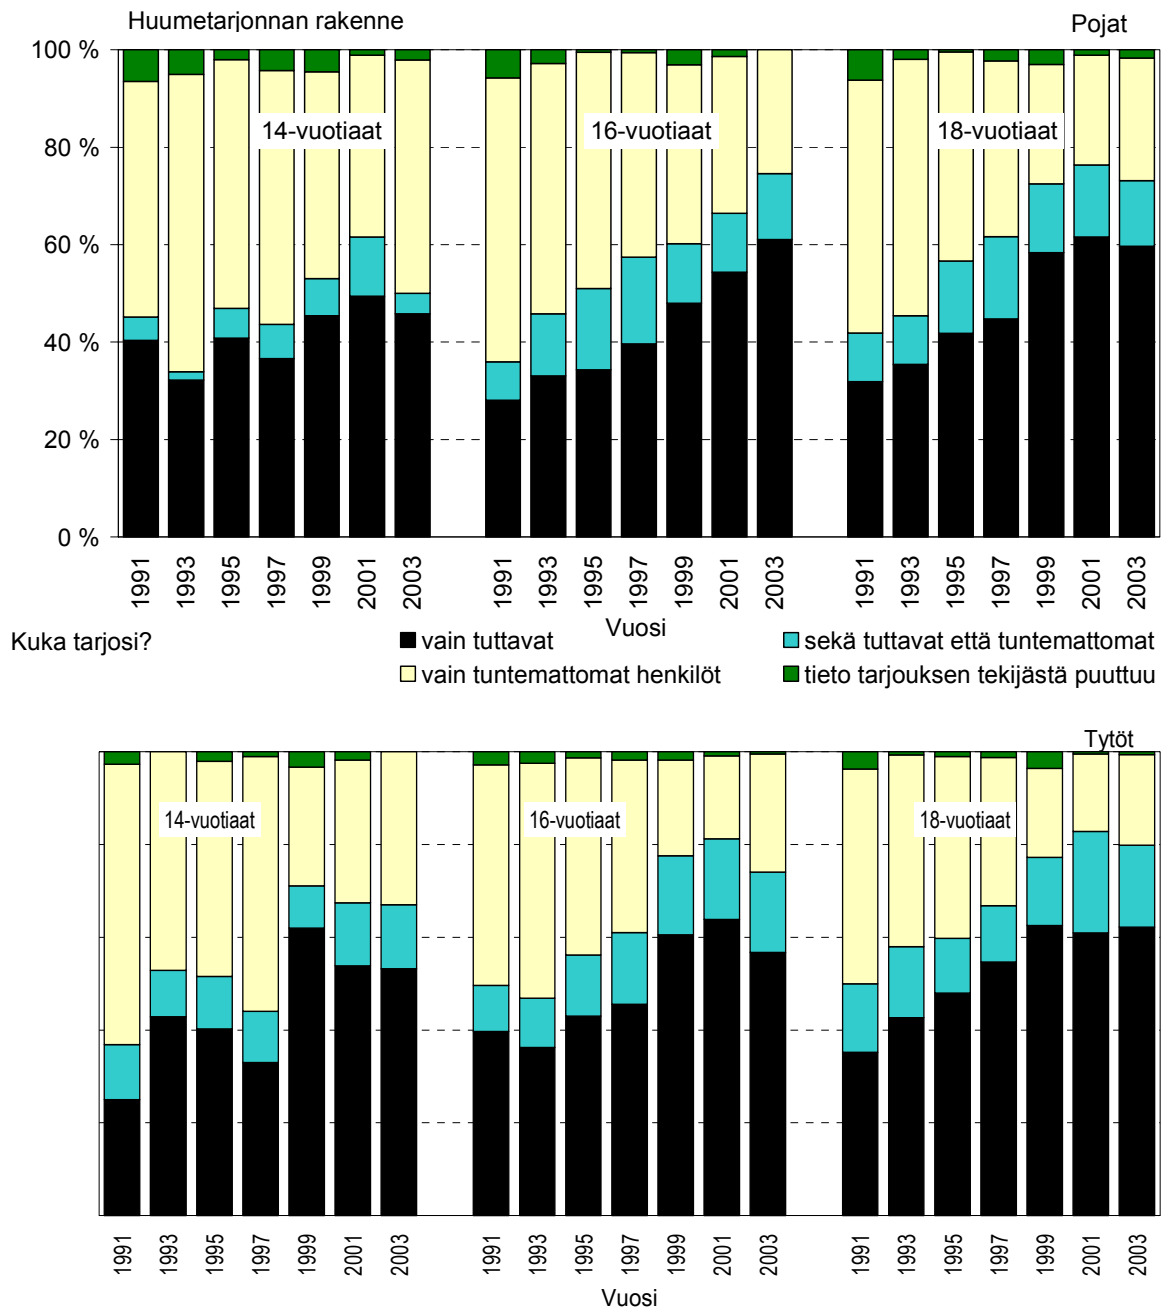 Huumetarjonnan rakenne
Pojat
100 %
80 %
60 %
40 %
20 %
0 %
14-vuotiaat
16-vuotiaat
18-vuotiaat
1991 1993 1995 1997 1999 2001 2003
1991 1993 1995 1997 1999 2001 2003
1991 1993 1995 1997 1999 2001 2003
Vuosi
Kuka tarjosi?
vain tuttavat
sekä tuttavat että tuntemattomat
vain tuntemattomat henkilöt
tieto tarjouksen tekijästä puuttuu
Tytöt
14-vuotiaat
16-vuotiaat
18-vuotiaat
1991 1993 1995 1997 1999 2001 2003
1991 1993 1995 1997 1999 2001 2003
1991 1993 1995 1997 1999 2001 2003
Vuosi